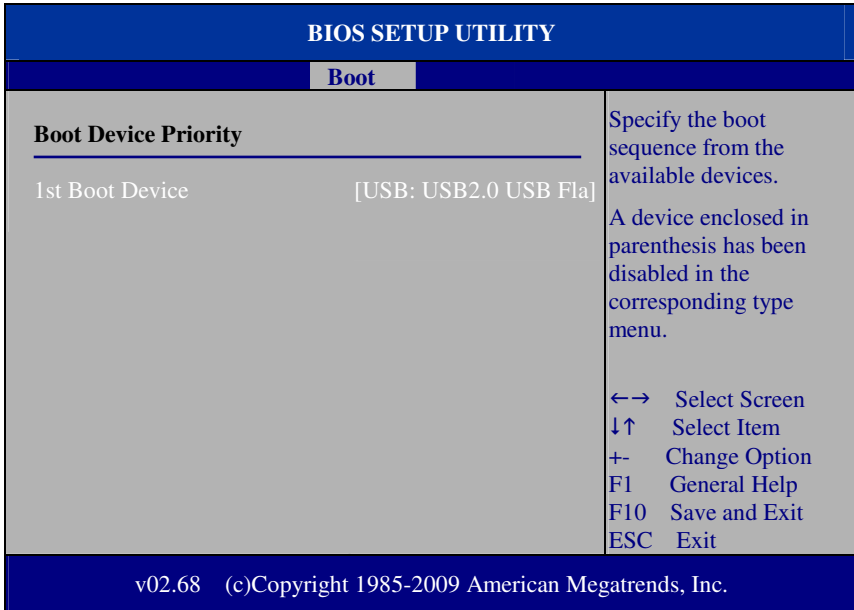 BIOS SETUP UTILITY
Boot
Boot Device Priority
1st Boot Device [USB: USB2.0 USB Fla]
Specify the boot
sequence from the
available devices.
A device enclosed in
parenthesis has been
disabled in the
corresponding type
menu.
←→ Select Screen
↓↑ Select Item
+- Change Option
F1 General Help
F10 Save and Exit
ESC Exit
v02.68 (c)Copyright 1985-2009 American Megatrends, Inc.